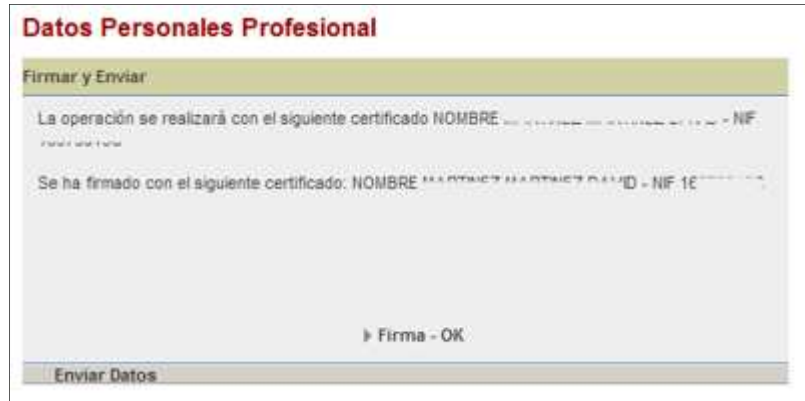 Datos Personales Profesional
Firmar y Enviar
La operación se realizará con el siguiente certificado NOMBRE - NIF
Se ha firmado con el siguiente certificado: NOMBRE - NIF
Firma - OK
Enviar Datos